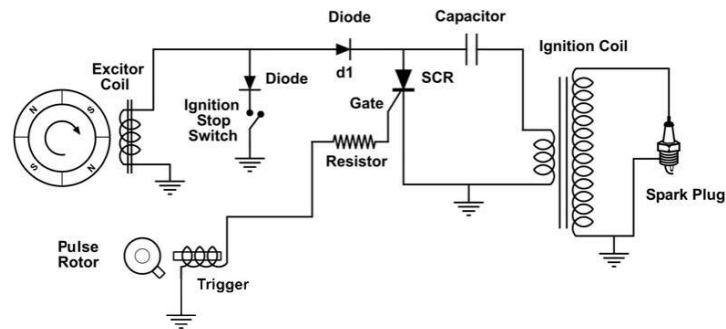 Diode
Capacitor
Ignition Coil
Excitor
Coil
Diode
d1
SCR
Gate
Ignition
Stop
Switch
Resistor
N
S
S
N
Spark Plug
Pulse
Rotor
Trigger